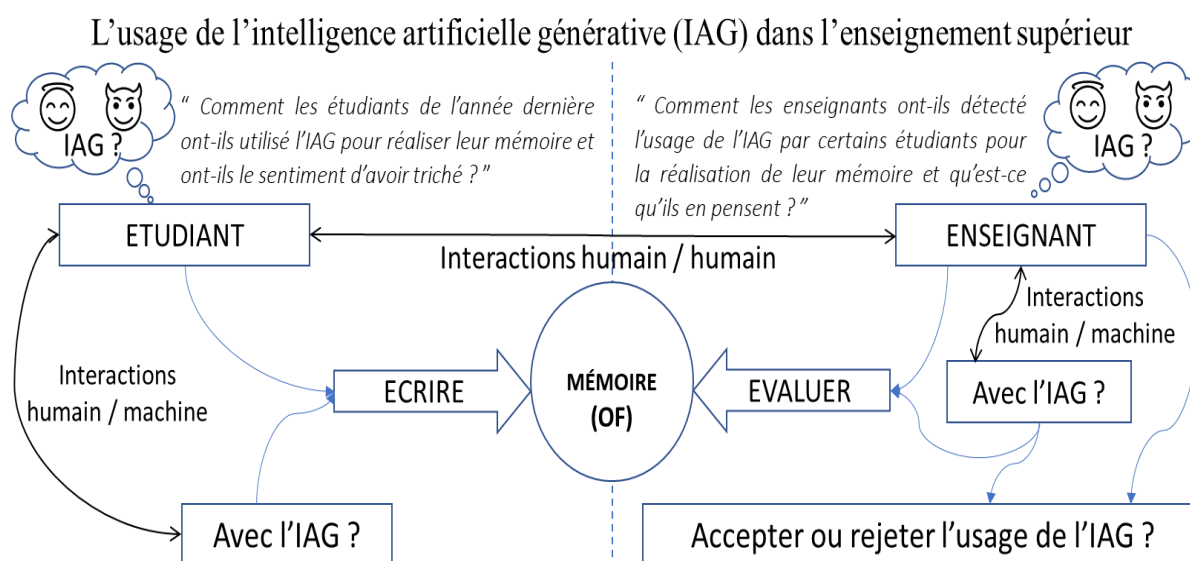 L'usage de l'intelligence artificielle générative (IAG) dans l'enseignement supérieur
IAG ?
“ Comment les étudiants de l'année dernière
ont-ils utilisé l'IAG pour réaliser leur mémoire et
ont-ils le sentiment d'avoir triché ? ”
“ Comment les enseignants ont-ils détecté
l'usage de l'IAG par certains étudiants pour
la réalisation de leur mémoire et qu'est-ce
qu'ils en pensent ? ”
IAG ?
ETUDIANT
Interactions humain / humain
ENSEIGNANT
Interactions
humain / machine
Interactions
humain / machine
ECRIRE
MÉMOIRE
(OF)
EVALUER
Avec l'IAG ?
Avec l'IAG ?
Accepter ou rejeter l'usage de l'IAG ?